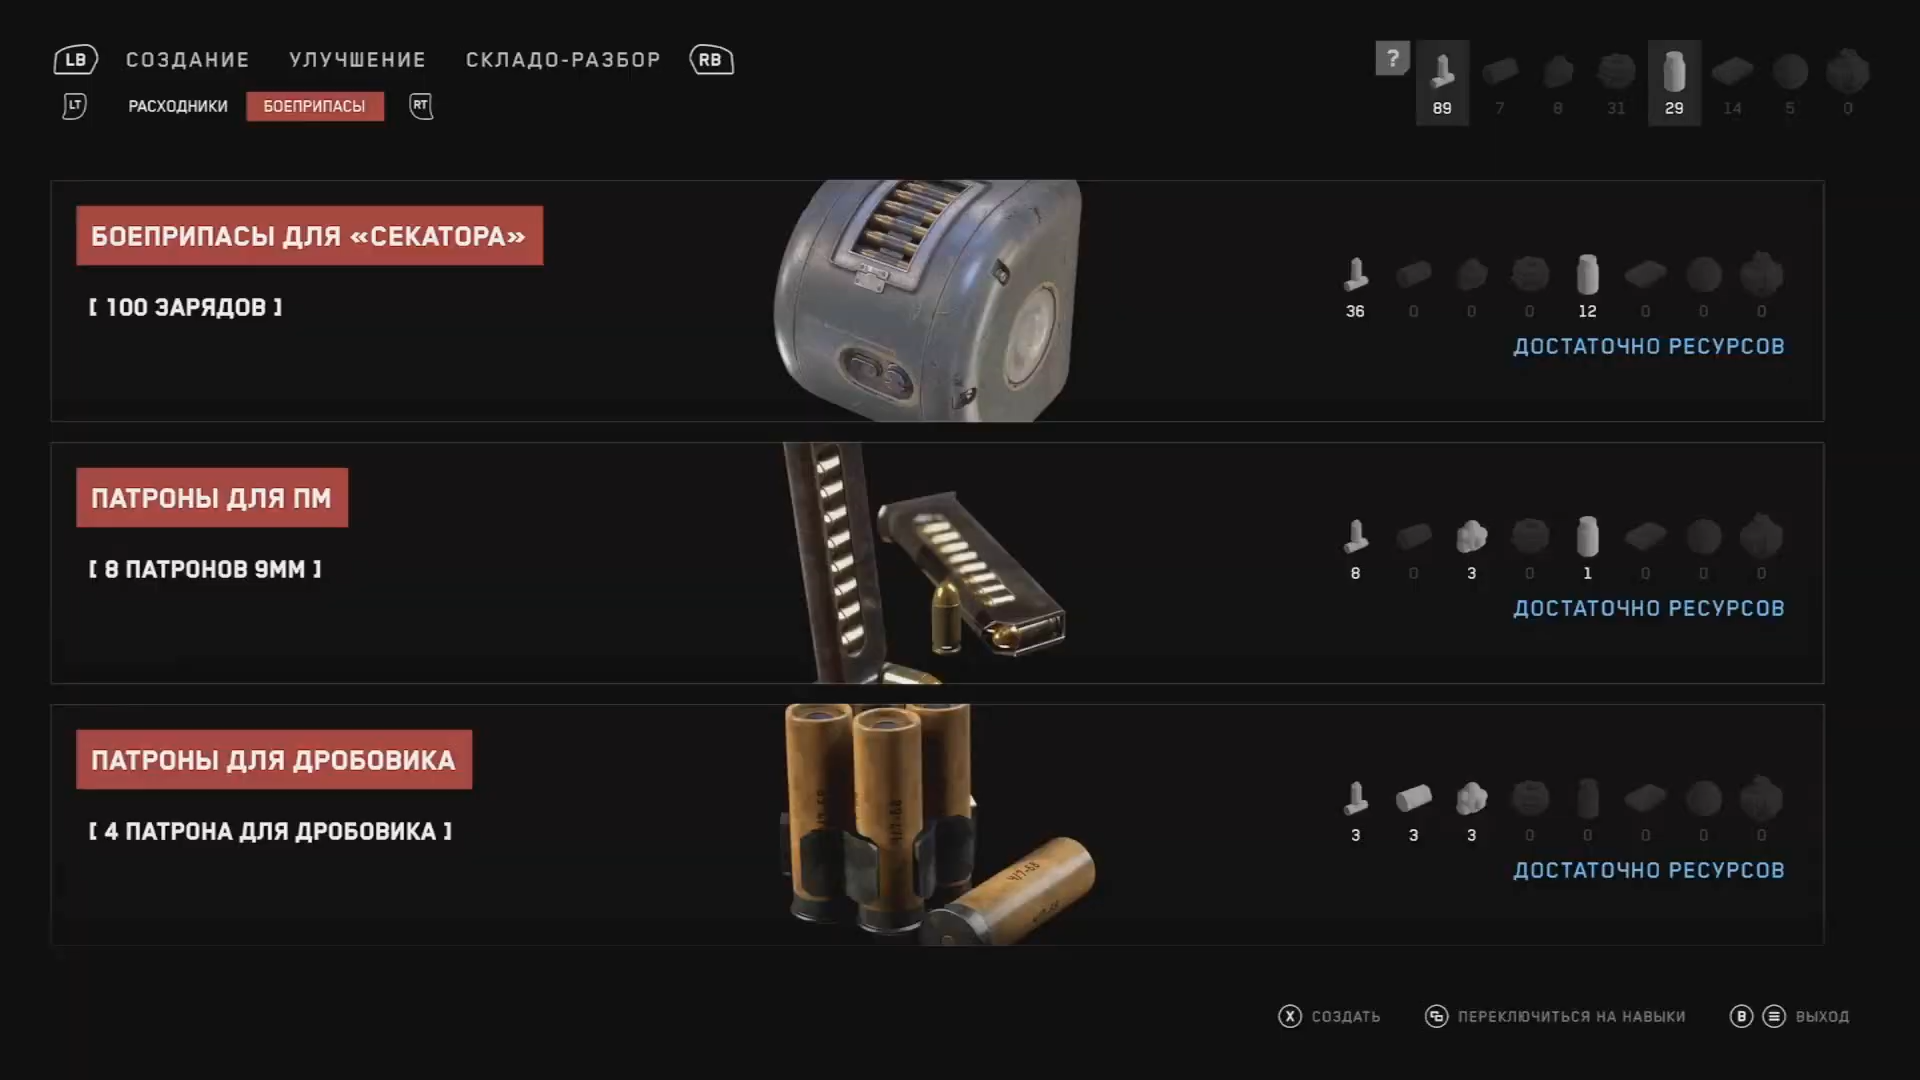 LB СОЗДАНИЕ УЛУЧШЕНИЕ СКЛАДО-РАЗБОР RB
LT РАСХОДНИКИ БОЕПРИПАСЫ RT
?
89 7 8 31 29 14 5 0
БОЕПРИПАСЫ ДЛЯ «СЕКАТОРА»
[ 100 ЗАРЯДОВ ]
36 0 0 0 12 0 0 0
ДОСТАТОЧНО РЕСУРСОВ
ПАТРОНЫ ДЛЯ ПМ
[ 8 ПАТРОНОВ 9ММ ]
8 0 3 0 1 0 0 0
ДОСТАТОЧНО РЕСУРСОВ
ПАТРОНЫ ДЛЯ ДРОБОВИКА
[ 4 ПАТРОНА ДЛЯ ДРОБОВИКА ]
3 3 3 0 0 0 0 0
ДОСТАТОЧНО РЕСУРСОВ
X СОЗДАТЬ ПЕРЕКЛЮЧИТЬСЯ НА НАВЫКИ B ВЫХОД